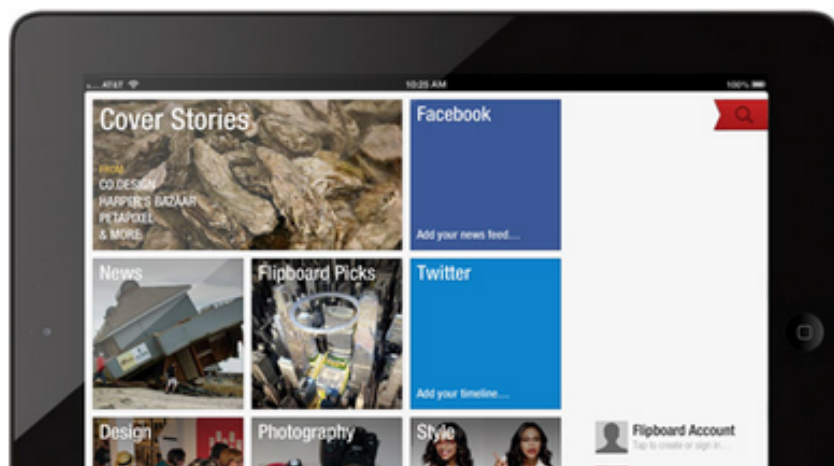 AT&T
10:25 AM
100%
Cover Stories
FROM
CO.DESIGN
HARPER'S BAZAAR
PETAPIXEL
& MORE
Facebook
Add your news feed...
News
Flipboard Picks
Twitter
Add your timeline...
Design
Photography
Style
Flipboard Account
Tap to create or sign in...